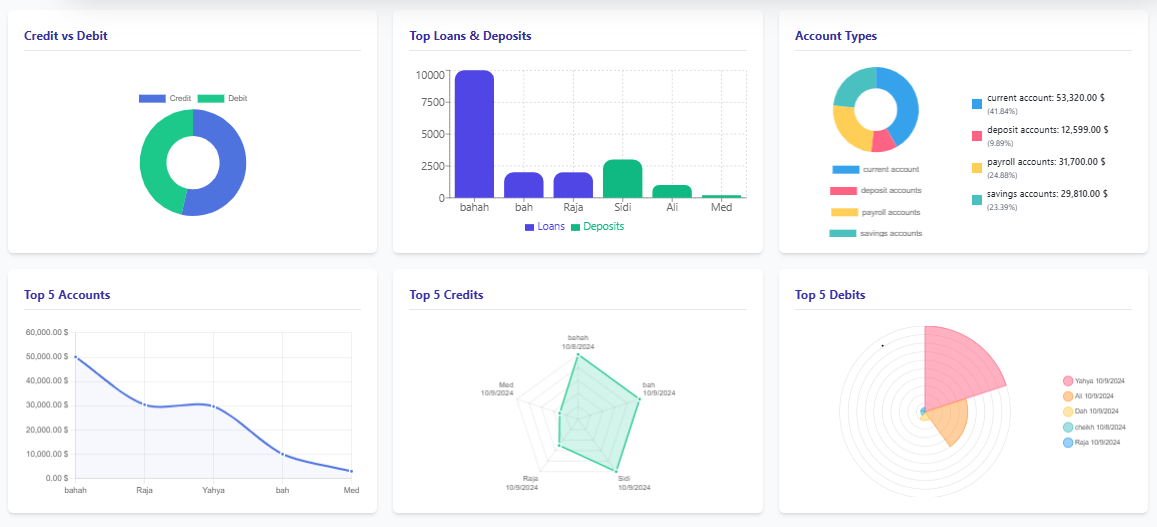 Credit vs Debit
Credit Debit
Top Loans & Deposits
10000
7500
5000
2500
0
bahah bah Raja Sidi Ali Med
Loans Deposits
Account Types
current account
deposit accounts
payroll accounts
savings accounts
current account: 53,320.00 $
(41.84%)
deposit accounts: 12,599.00 $
(9.89%)
payroll accounts: 31,700.00 $
(24.88%)
savings accounts: 29,810.00 $
(23.39%)
Top 5 Accounts
60,000.00 $
50,000.00 $
40,000.00 $
30,000.00 $
20,000.00 $
10,000.00 $
0.00 $
bahah Raja Yahya bah Med
Top 5 Credits
bahah
10/8/2024
bah
10/9/2024
Sidi
10/9/2024
Raja
10/9/2024
Med
10/9/2024
Top 5 Debits
Yahya 10/9/2024
Ali 10/9/2024
Dah 10/9/2024
cheikh 10/8/2024
Raja 10/9/2024